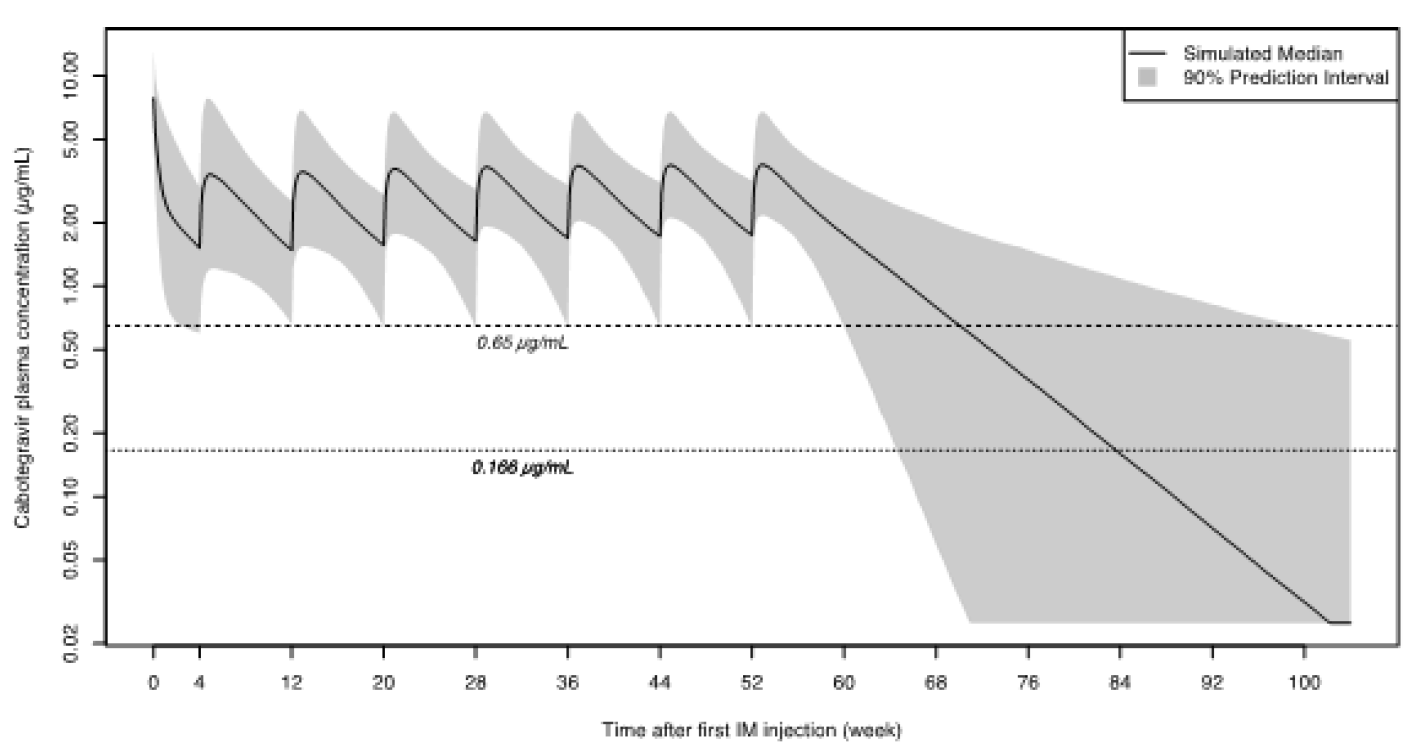 Simulated Median
90% Prediction Interval
Cabotegravir plasma concentration (µg/mL)
10.00
5.00
2.00
1.00
0.50
0.20
0.10
0.05
0.02
0.65 µg/mL
0.166 µg/mL
0 4 12 20 28 36 44 52 60 68 76 84 92 100
Time after first IM injection (week)